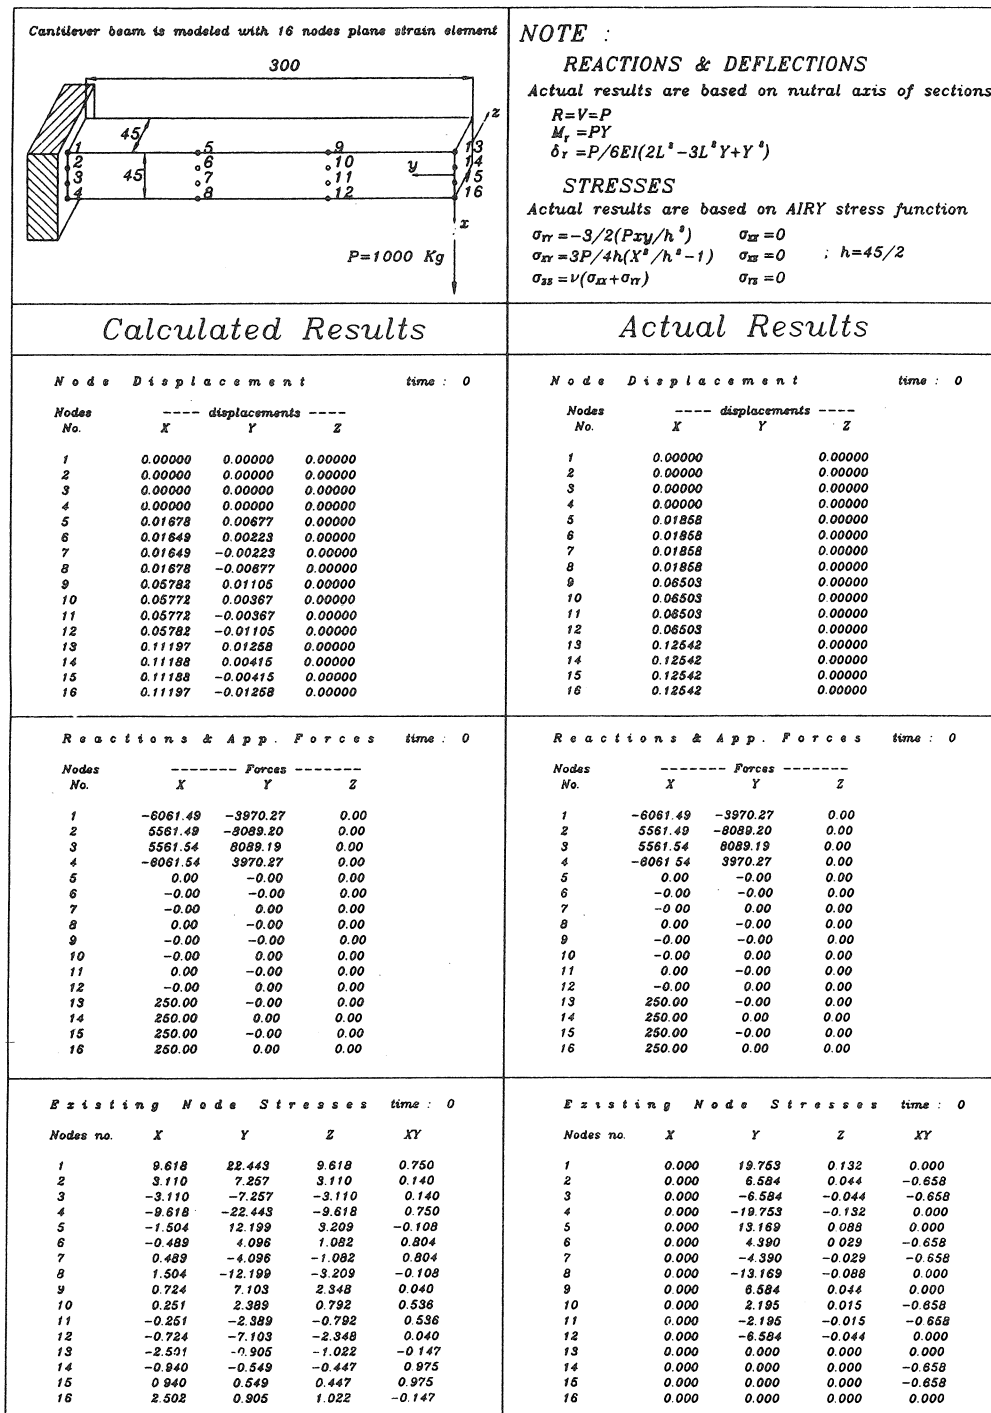 Cantilever beam is modeled with 16 nodes plane strain element
300
45
45
1 5 9 13
2 6 10 14
3 7 11 15
4 8 12 16
z
y
x
P=1000 Kg
NOTE :
REACTIONS & DEFLECTIONS
Actual results are based on nutral axis of sections
R=V=P
Mᵣ =PY
δᵧ =P/6EI(2L³-3L²Y+Y³)
STRESSES
Actual results are based on AIRY stress function
σYY=-3/2(Pxy/h³) σXX=0
σXY=3P/4h(X²/h²-1) σXZ=0 ; h=45/2
σZZ=ν(σXX+σYY) σYZ=0
Calculated Results
Node Displacement time : 0
Nodes ---- displacements ----
No. X Y Z
1 0.00000 0.00000 0.00000
2 0.00000 0.00000 0.00000
3 0.00000 0.00000 0.00000
4 0.00000 0.00000 0.00000
5 0.01678 0.00677 0.00000
6 0.01649 0.00223 0.00000
7 0.01649 -0.00223 0.00000
8 0.01678 -0.00677 0.00000
9 0.05782 0.01105 0.00000
10 0.05772 0.00367 0.00000
11 0.05772 -0.00367 0.00000
12 0.05782 -0.01105 0.00000
13 0.11197 0.01258 0.00000
14 0.11188 0.00415 0.00000
15 0.11188 -0.00415 0.00000
16 0.11197 -0.01258 0.00000
Reactions & App. Forces time : 0
Nodes ------- Forces -------
No. X Y Z
1 -6061.49 -3970.27 0.00
2 5561.49 -8089.20 0.00
3 5561.54 8089.19 0.00
4 -6061.54 3970.27 0.00
5 0.00 -0.00 0.00
6 -0.00 -0.00 0.00
7 -0.00 0.00 0.00
8 0.00 -0.00 0.00
9 -0.00 -0.00 0.00
10 -0.00 0.00 0.00
11 0.00 -0.00 0.00
12 -0.00 0.00 0.00
13 250.00 -0.00 0.00
14 250.00 0.00 0.00
15 250.00 -0.00 0.00
16 250.00 0.00 0.00
Existing Node Stresses time : 0
Nodes no. X Y Z XY
1 9.618 22.443 9.618 0.750
2 3.110 7.257 3.110 0.140
3 -3.110 -7.257 -3.110 0.140
4 -9.618 -22.443 -9.618 0.750
5 -1.504 12.199 3.209 -0.108
6 -0.489 4.096 1.082 0.804
7 0.489 -4.096 -1.082 0.804
8 1.504 -12.199 -3.209 -0.108
9 0.724 7.103 2.348 0.040
10 0.251 2.389 0.792 0.536
11 -0.251 -2.389 -0.792 0.536
12 -0.724 -7.103 -2.348 0.040
13 -2.501 -0.905 -1.022 -0.147
14 -0.940 -0.549 -0.447 0.975
15 0.940 0.549 0.447 0.975
16 2.502 0.905 1.022 -0.147
Actual Results
Node Displacement time : 0
Nodes ---- displacements ----
No. X Y Z
1 0.00000 0.00000
2 0.00000 0.00000
3 0.00000 0.00000
4 0.00000 0.00000
5 0.01858 0.00000
6 0.01858 0.00000
7 0.01858 0.00000
8 0.01858 0.00000
9 0.06503 0.00000
10 0.06503 0.00000
11 0.06503 0.00000
12 0.06503 0.00000
13 0.12542 0.00000
14 0.12542 0.00000
15 0.12542 0.00000
16 0.12542 0.00000
Reactions & App. Forces time : 0
Nodes ------- Forces -------
No. X Y Z
1 -6061.49 -3970.27 0.00
2 5561.49 -8089.20 0.00
3 5561.54 8089.19 0.00
4 -6061 54 3970.27 0.00
5 0.00 -0.00 0.00
6 -0.00 -0.00 0.00
7 -0 00 0.00 0.00
8 0.00 -0.00 0.00
9 -0.00 -0.00 0.00
10 -0.00 0.00 0.00
11 0.00 -0.00 0.00
12 -0.00 0.00 0.00
13 250.00 -0.00 0.00
14 250.00 0.00 0.00
15 250.00 -0.00 0.00
16 250.00 0.00 0.00
Existing Node Stresses time : 0
Nodes no. X Y Z XY
1 0.000 19.753 0.132 0.000
2 0.000 6.584 0.044 -0.658
3 0.000 -6.584 -0.044 -0.658
4 0.000 -19.753 -0.132 0.000
5 0.000 13.169 0.088 0.000
6 0.000 4.390 0 029 -0.658
7 0.000 -4.390 -0.029 -0.658
8 0.000 -13.169 -0.088 0.000
9 0.000 6.584 0.044 0.000
10 0.000 2.195 0.015 -0.658
11 0.000 -2.195 -0.015 -0.658
12 0.000 -6.584 -0.044 0.000
13 0.000 0.000 0.000 0.000
14 0.000 0.000 0.000 -0.658
15 0.000 0.000 0.000 -0.658
16 0.000 0.000 0.000 0.000